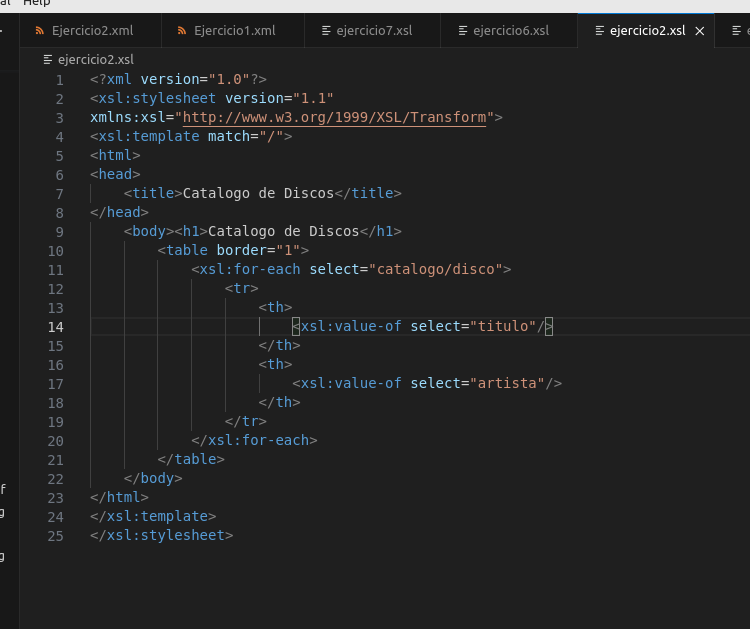 Help
Ejercicio2.xml Ejercicio1.xml ejercicio7.xsl ejercicio6.xsl ejercicio2.xsl
ejercicio2.xsl
1 <?xml version="1.0"?>
2 <xsl:stylesheet version="1.1"
3 xmlns:xsl="http://www.w3.org/1999/XSL/Transform">
4 <xsl:template match="/">
5 <html>
6 <head>
7     <title>Catalogo de Discos</title>
8 </head>
9     <body><h1>Catalogo de Discos</h1>
10         <table border="1">
11             <xsl:for-each select="catalogo/disco">
12                 <tr>
13                     <th>
14                         <xsl:value-of select="titulo"/>
15                     </th>
16                     <th>
17                         <xsl:value-of select="artista"/>
18                     </th>
19                 </tr>
20             </xsl:for-each>
21         </table>
22     </body>
23 </html>
24 </xsl:template>
25 </xsl:stylesheet>